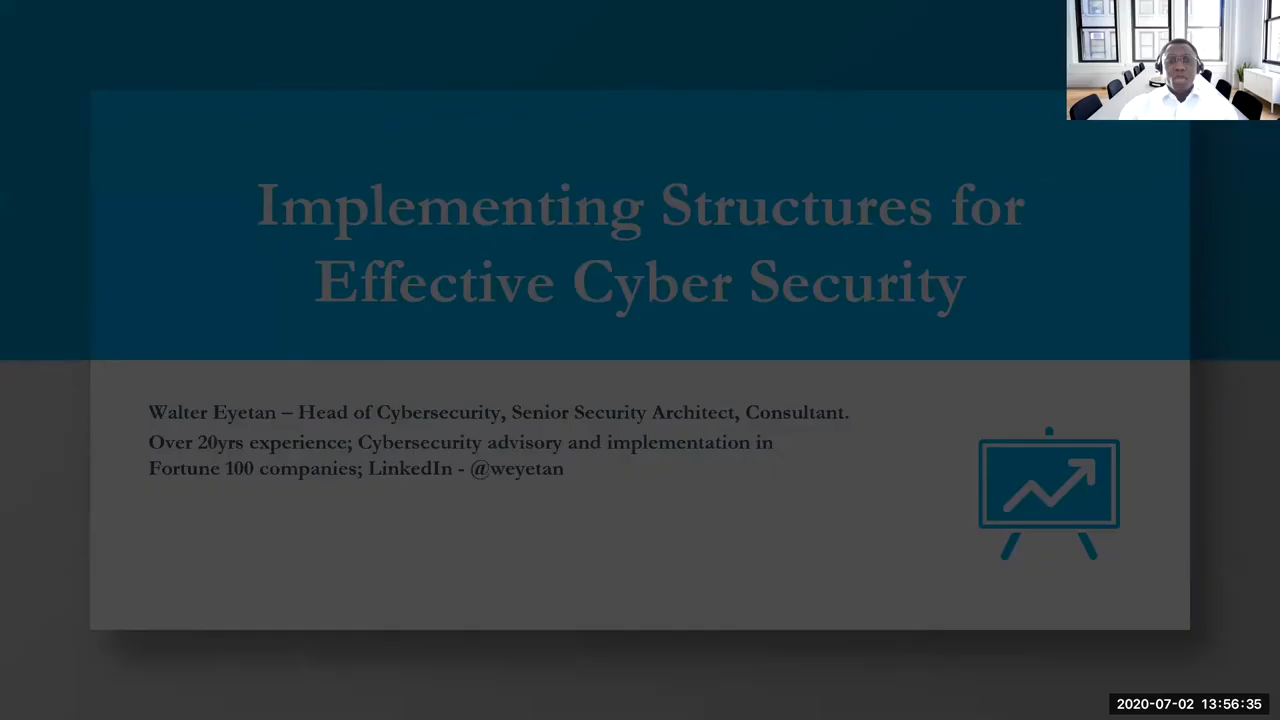 Implementing Structures for
Effective Cyber Security
Walter Eyetan – Head of Cybersecurity, Senior Security Architect, Consultant.
Over 20yrs experience; Cybersecurity advisory and implementation in
Fortune 100 companies; LinkedIn - @weyetan
2020-07-02 13:56:35